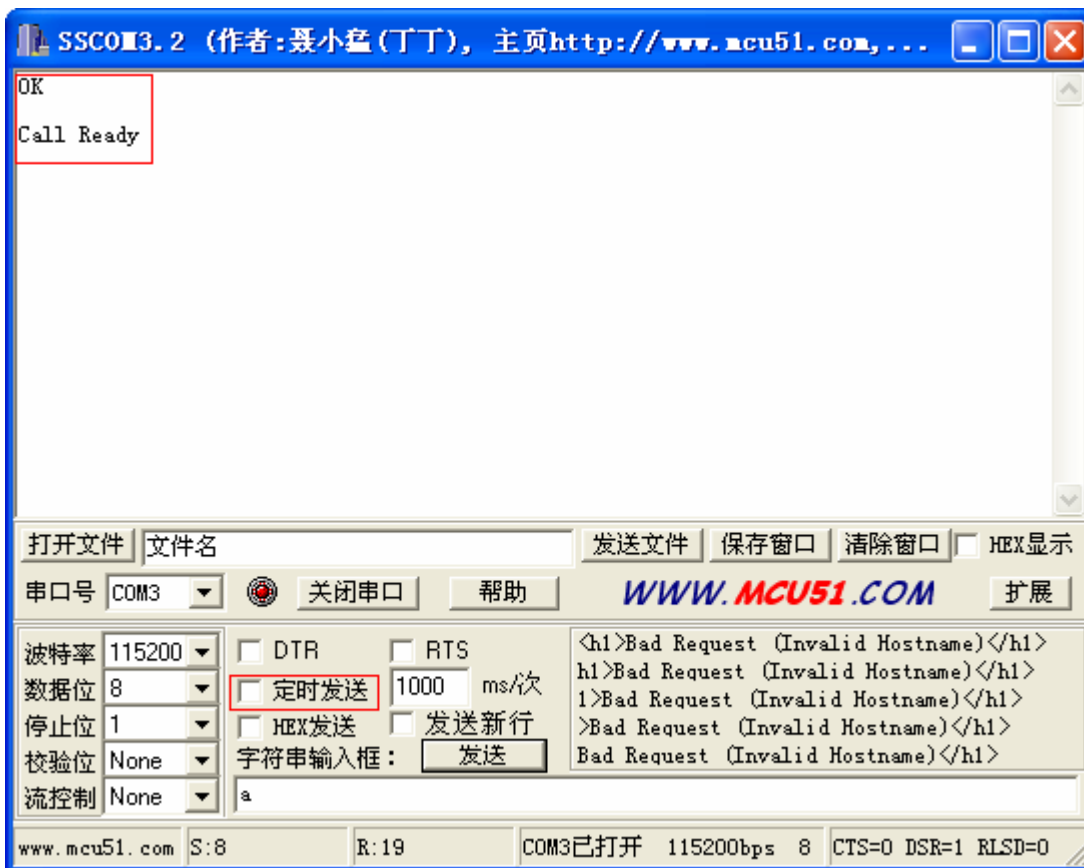 SSCOM3.2 (作者:聂小猛(丁丁), 主页http://www.mcu51.com,...
OK
Call Ready
打开文件 文件名 发送文件 保存窗口 清除窗口 HEX显示
串口号 COM3 关闭串口 帮助 WWW.MCU51.COM 扩展
波特率 115200 DTR RTS
数据位 8 定时发送 1000 ms/次
停止位 1 HEX发送 发送新行
校验位 None 字符串输入框: 发送
流控制 None a
<h1>Bad Request (Invalid Hostname)</h1>
h1>Bad Request (Invalid Hostname)</h1>
1>Bad Request (Invalid Hostname)</h1>
>Bad Request (Invalid Hostname)</h1>
Bad Request (Invalid Hostname)</h1>
www.mcu51.com S:8 R:19 COM3已打开 115200bps 8 CTS=0 DSR=1 RLSD=0